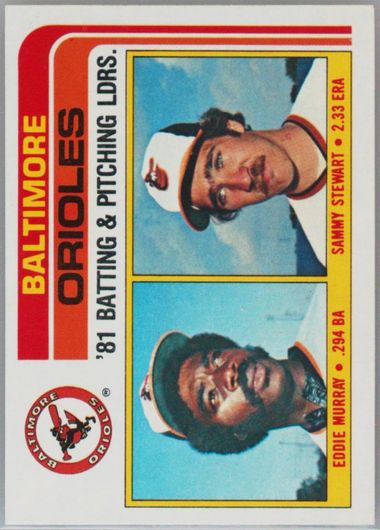 BALTIMORE
ORIOLES
'81 BATTING & PITCHING LDRS.
BALTIMORE
ORIOLES
®
EDDIE MURRAY • .294 BA
SAMMY STEWART • 2.33 ERA